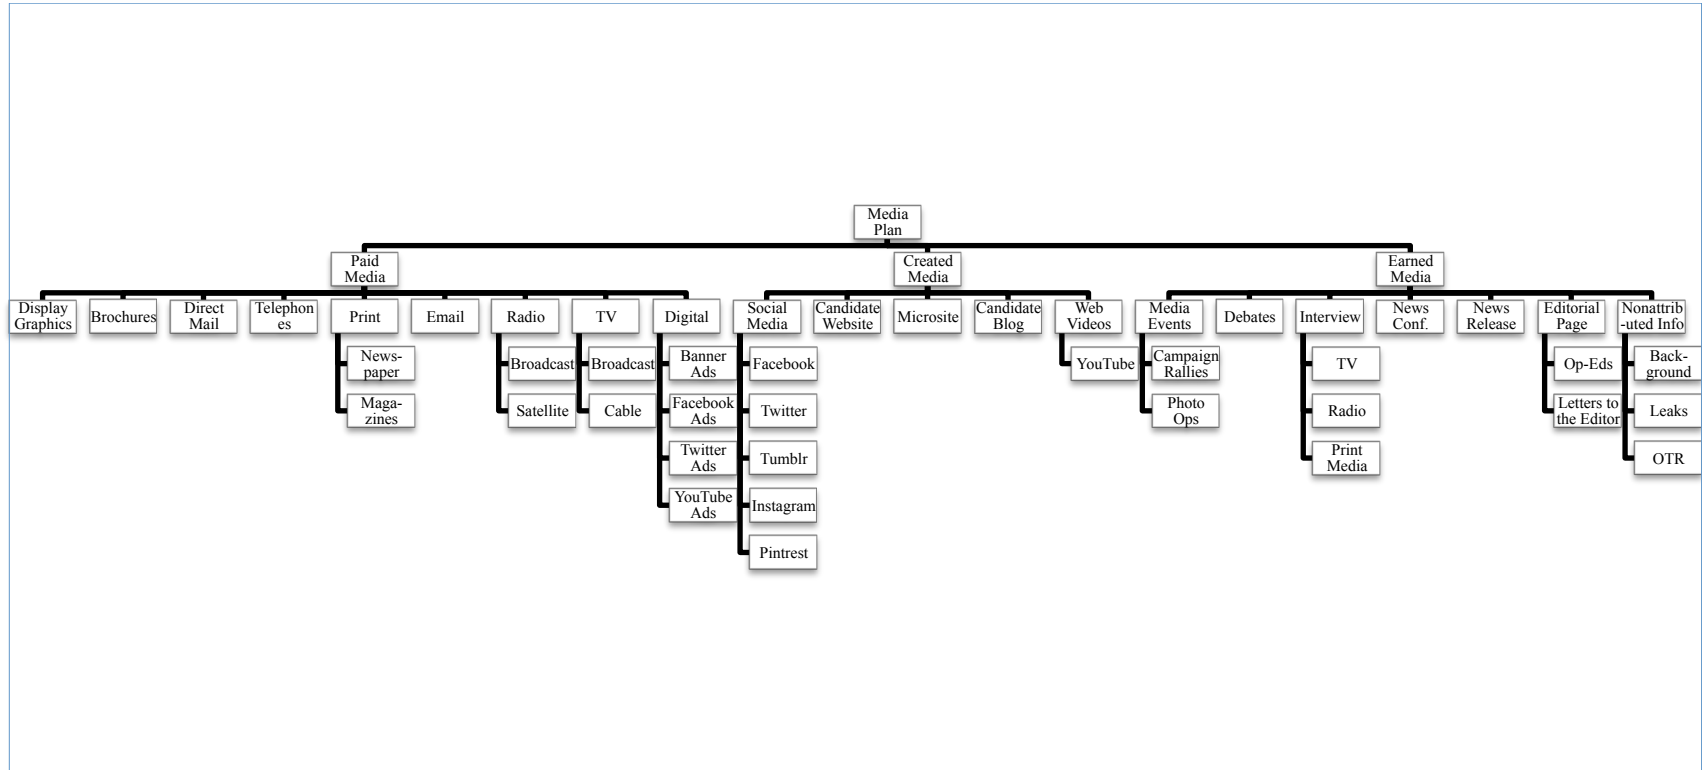 Media
Plan
Paid
Media
Created
Media
Earned
Media
Display
Graphics
Brochures
Direct
Mail
Telephon
es
Print
Email
Radio
TV
Digital
Social
Media
Candidate
Website
Microsite
Candidate
Blog
Web
Videos
Media
Events
Debates
Interview
News
Conf.
News
Release
Editorial
Page
Nonattrib
-uted Info
News-
paper
Broadcast
Broadcast
Banner
Ads
Facebook
YouTube
Campaign
Rallies
TV
Op-Eds
Back-
ground
Maga-
zines
Satellite
Cable
Facebook
Ads
Twitter
Photo
Ops
Radio
Letters to
the Editor
Leaks
Twitter
Ads
Tumblr
Print
Media
OTR
YouTube
Ads
Instagram
Pintrest